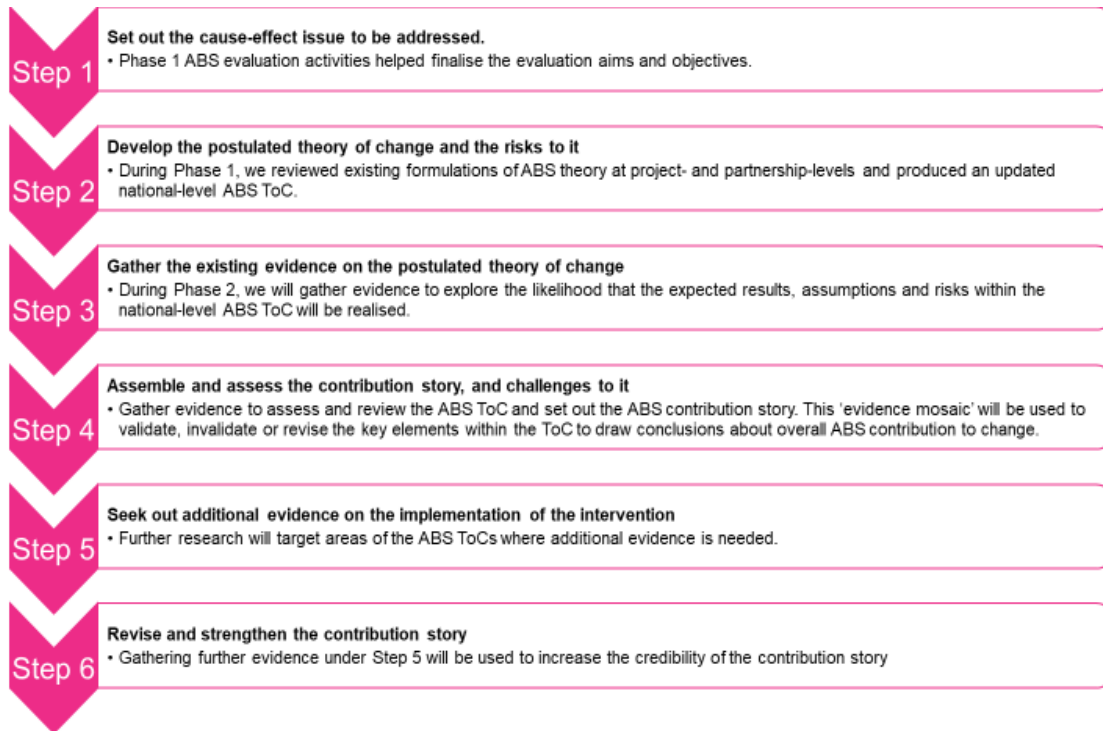 Step 1
Set out the cause-effect issue to be addressed.
• Phase 1 ABS evaluation activities helped finalise the evaluation aims and objectives.
Step 2
Develop the postulated theory of change and the risks to it
• During Phase 1, we reviewed existing formulations of ABS theory at project- and partnership-levels and produced an updated
national-level ABS ToC.
Step 3
Gather the existing evidence on the postulated theory of change
• During Phase 2, we will gather evidence to explore the likelihood that the expected results, assumptions and risks within the
national-level ABS ToC will be realised.
Step 4
Assemble and assess the contribution story, and challenges to it
• Gather evidence to assess and review the ABS ToC and set out the ABS contribution story. This 'evidence mosaic' will be used to
validate, invalidate or revise the key elements within the ToC to draw conclusions about overall ABS contribution to change.
Step 5
Seek out additional evidence on the implementation of the intervention
• Further research will target areas of the ABS ToCs where additional evidence is needed.
Step 6
Revise and strengthen the contribution story
• Gathering further evidence under Step 5 will be used to increase the credibility of the contribution story